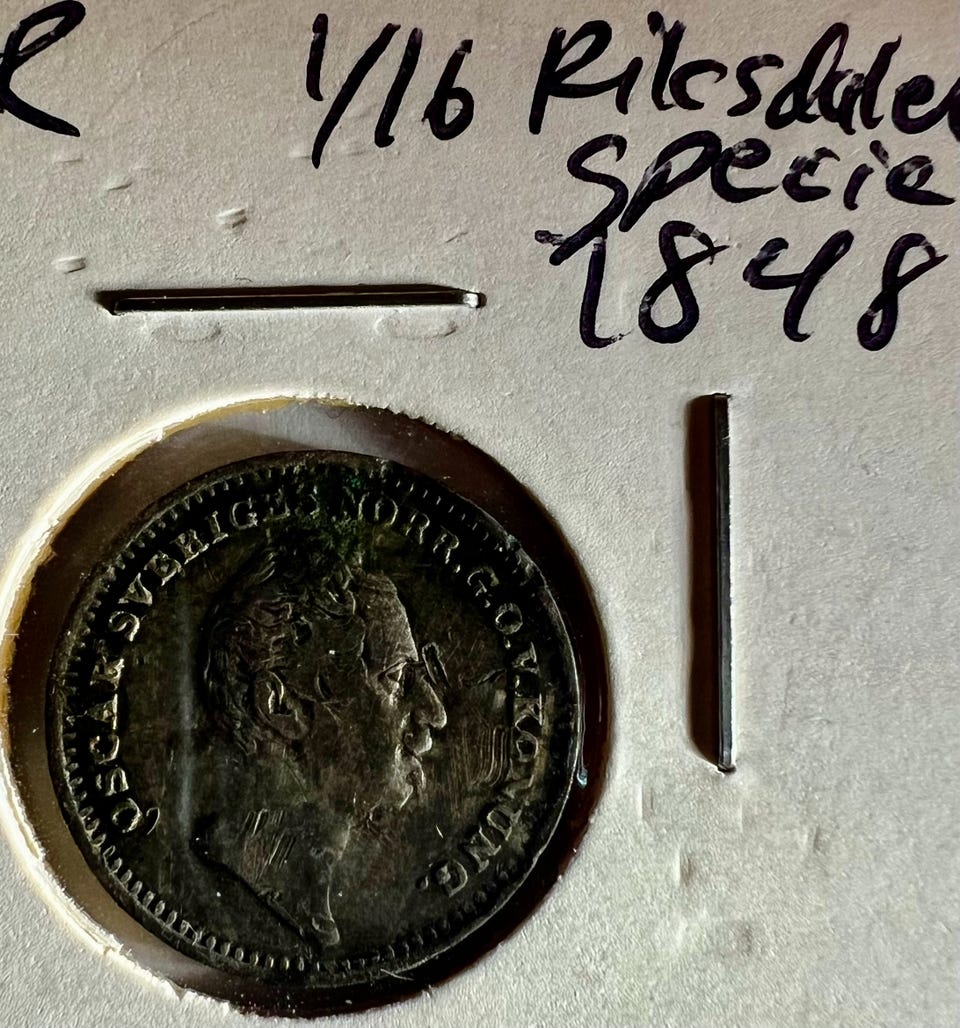 R 1/16 Riksdaler
Specie
1848
OSCAR SVERIGES NORR. G. O. V. KONUNG.